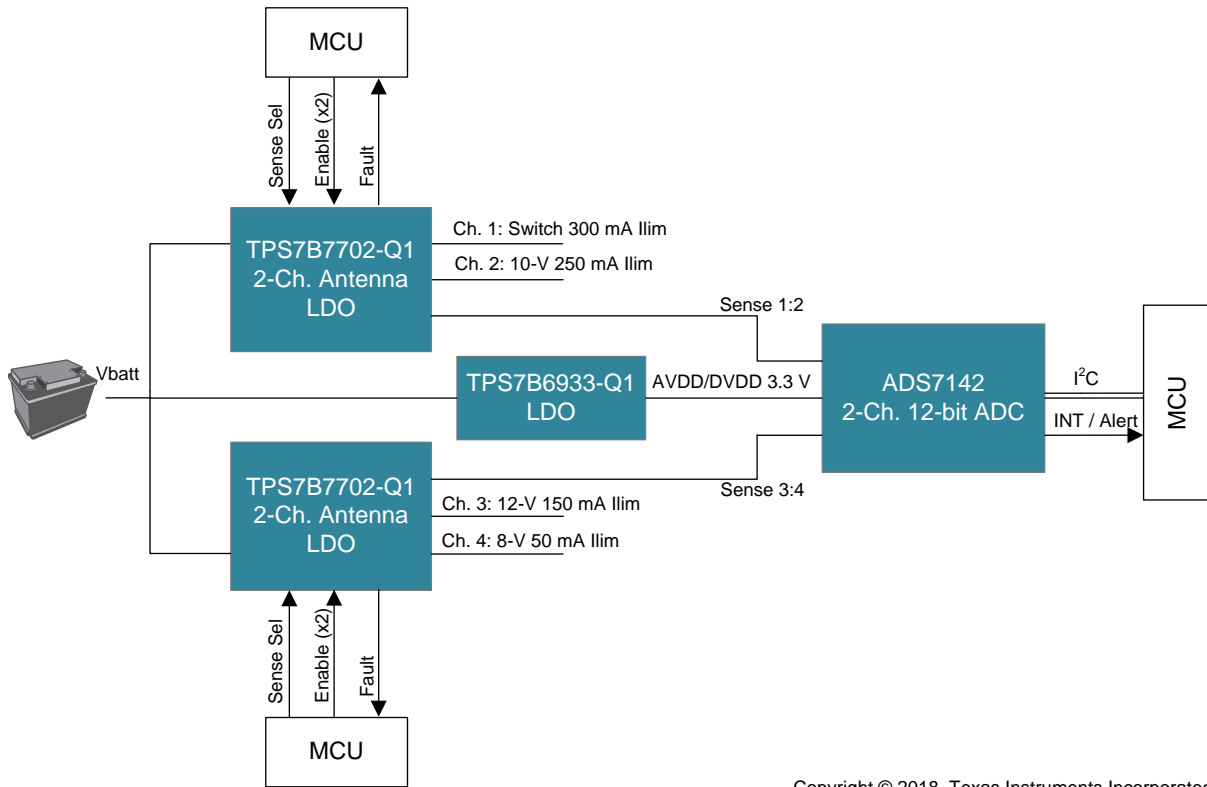 MCU
Sense Sel
Enable (x2)
Fault
TPS7B7702-Q1
2-Ch. Antenna
LDO
Ch. 1: Switch 300 mA Ilim
Ch. 2: 10-V 250 mA Ilim
Sense 1:2
Vbatt
TPS7B6933-Q1
LDO
AVDD/DVDD 3.3 V
ADS7142
2-Ch. 12-bit ADC
I²C
INT / Alert
MCU
TPS7B7702-Q1
2-Ch. Antenna
LDO
Sense 3:4
Ch. 3: 12-V 150 mA Ilim
Ch. 4: 8-V 50 mA Ilim
Sense Sel
Enable (x2)
Fault
MCU
Copyright © 2018, Texas Instruments Incorporated